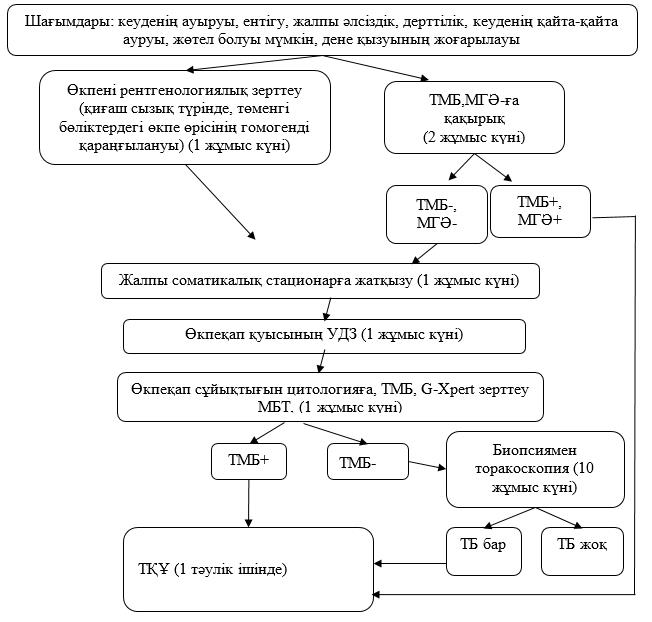 Шағымдары: кеуденің ауыруы, ентігу, жалпы әлсіздік, дерттілік, кеуденің қайта-қайта
ауруы, жөтел болуы мүмкін, дене қызуының жоғарылауы
Өкпені рентгенологиялық зерттеу
(қиғаш сызық түрінде, төменгі
бөліктердегі өкпе өрісінің гомогенді
қараңғылануы) (1 жұмыс күні)
ТМБ,МГӘ-ға
қақырық
(2 жұмыс күні)
ТМБ-,
МГӘ-
ТМБ+,
МГӘ+
Жалпы соматикалық стационарға жатқызу (1 жұмыс күні)
Өкпеқап қуысының УДЗ (1 жұмыс күні)
Өкпеқап сұйықтығын цитологияға, ТМБ, G-Xpert зерттеу
МБТ. (1 жұмыс күні)
ТМБ+
ТМБ-
Биопсиямен
торакоскопия (10
жұмыс күні)
ТБ бар
ТБ жоқ
ТҚҰ (1 тәулік ішінде)